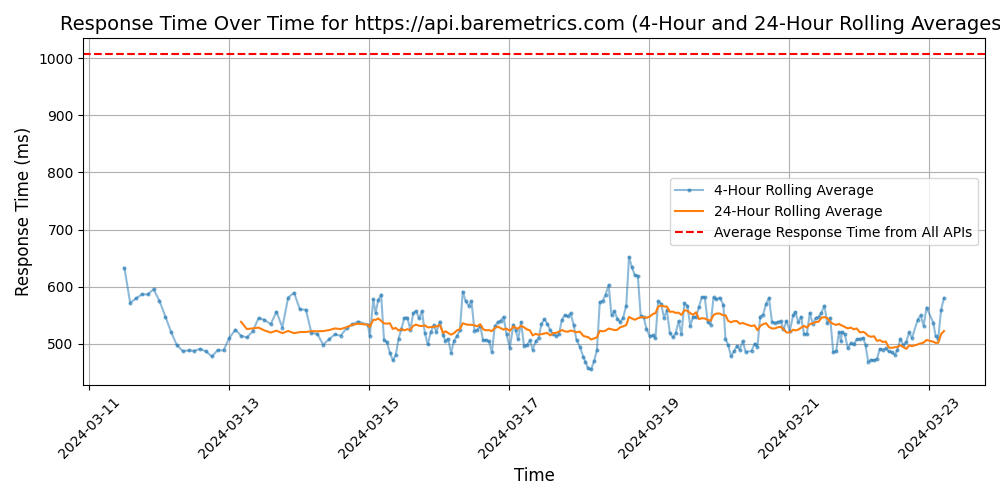 Response Time Over Time for https://api.baremetrics.com (4-Hour and 24-Hour Rolling Averages
Response Time (ms)
1000
900
800
700
600
500
4-Hour Rolling Average
24-Hour Rolling Average
Average Response Time from All APIs
2024-03-11
2024-03-13
2024-03-15
2024-03-17
2024-03-19
2024-03-21
2024-03-23
Time